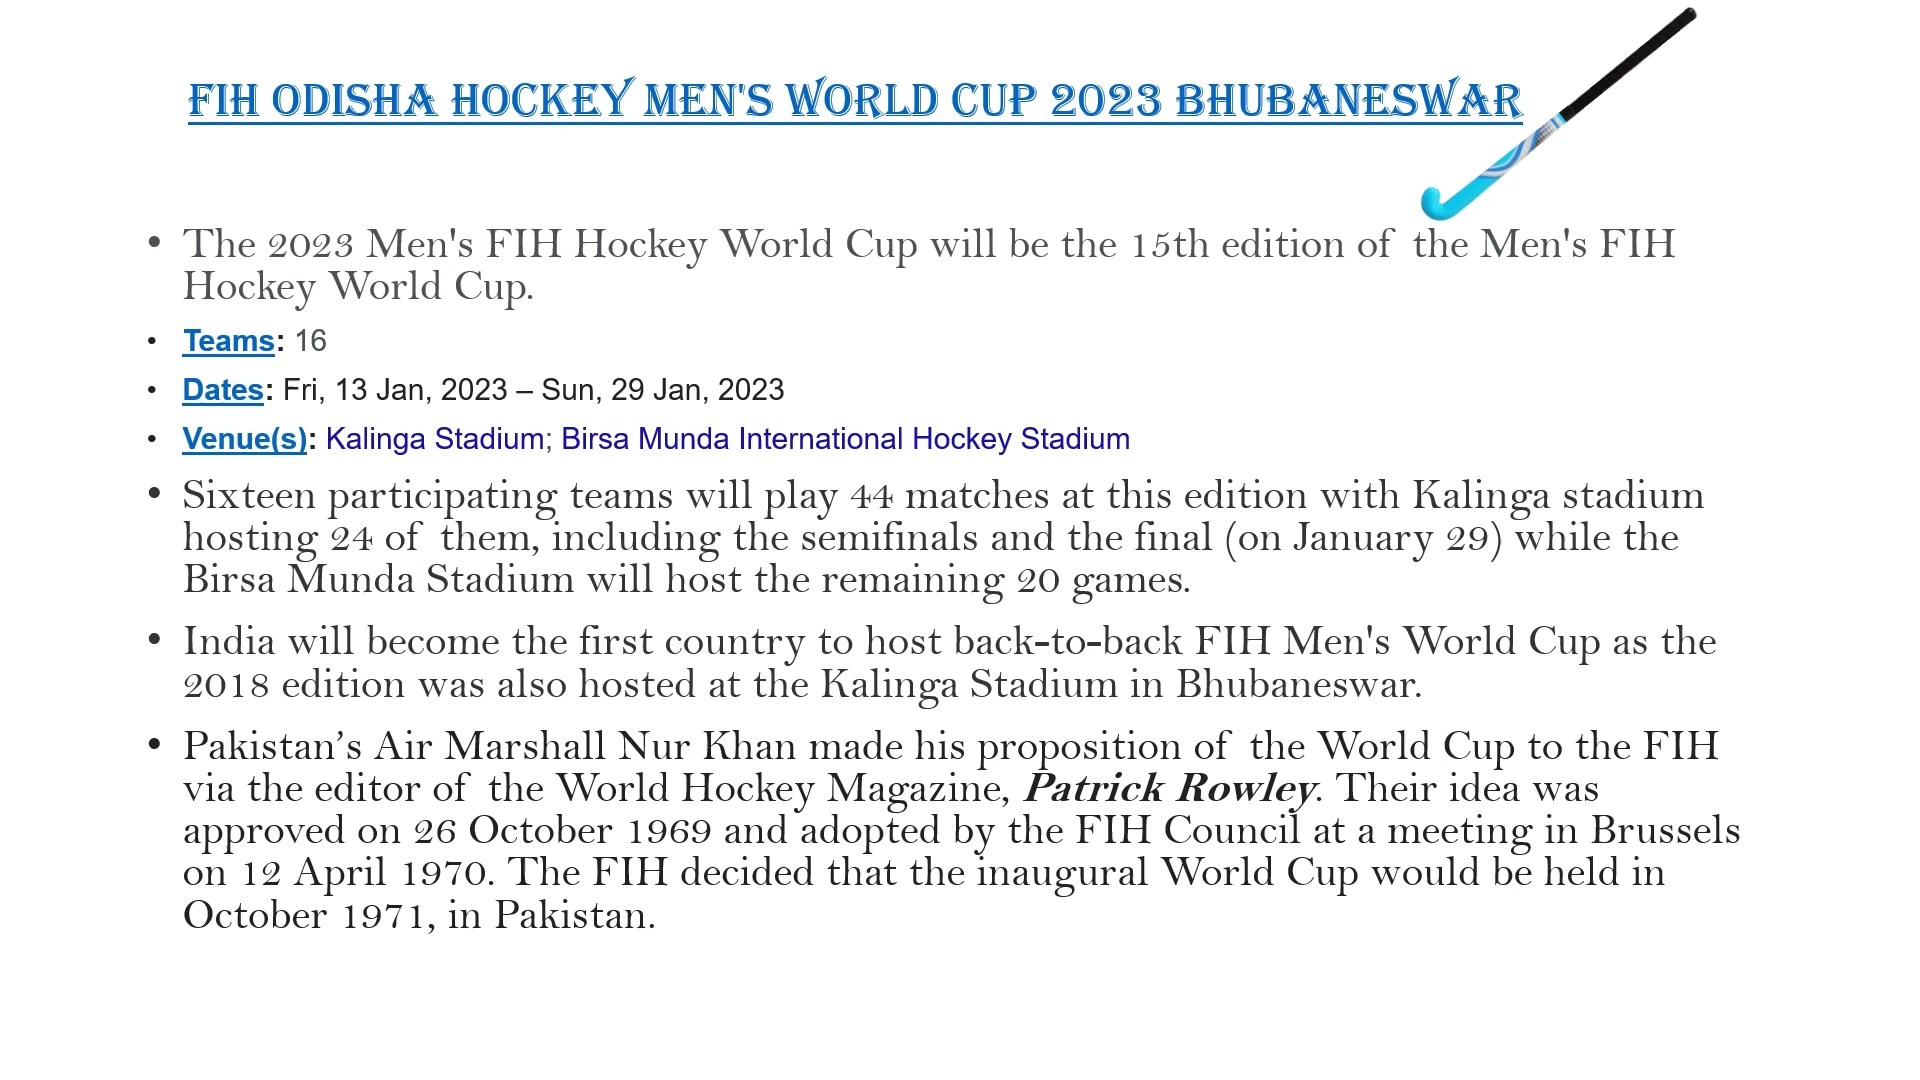 FIH ODISHA HOCKEY MEN'S WORLD CUP 2023 BHUBANESWAR
• The 2023 Men's FIH Hockey World Cup will be the 15th edition of the Men's FIH
Hockey World Cup.
• Teams: 16
• Dates: Fri, 13 Jan, 2023 – Sun, 29 Jan, 2023
• Venue(s): Kalinga Stadium; Birsa Munda International Hockey Stadium
• Sixteen participating teams will play 44 matches at this edition with Kalinga stadium
hosting 24 of them, including the semifinals and the final (on January 29) while the
Birsa Munda Stadium will host the remaining 20 games.
• India will become the first country to host back-to-back FIH Men's World Cup as the
2018 edition was also hosted at the Kalinga Stadium in Bhubaneswar.
• Pakistan’s Air Marshall Nur Khan made his proposition of the World Cup to the FIH
via the editor of the World Hockey Magazine, Patrick Rowley. Their idea was
approved on 26 October 1969 and adopted by the FIH Council at a meeting in Brussels
on 12 April 1970. The FIH decided that the inaugural World Cup would be held in
October 1971, in Pakistan.